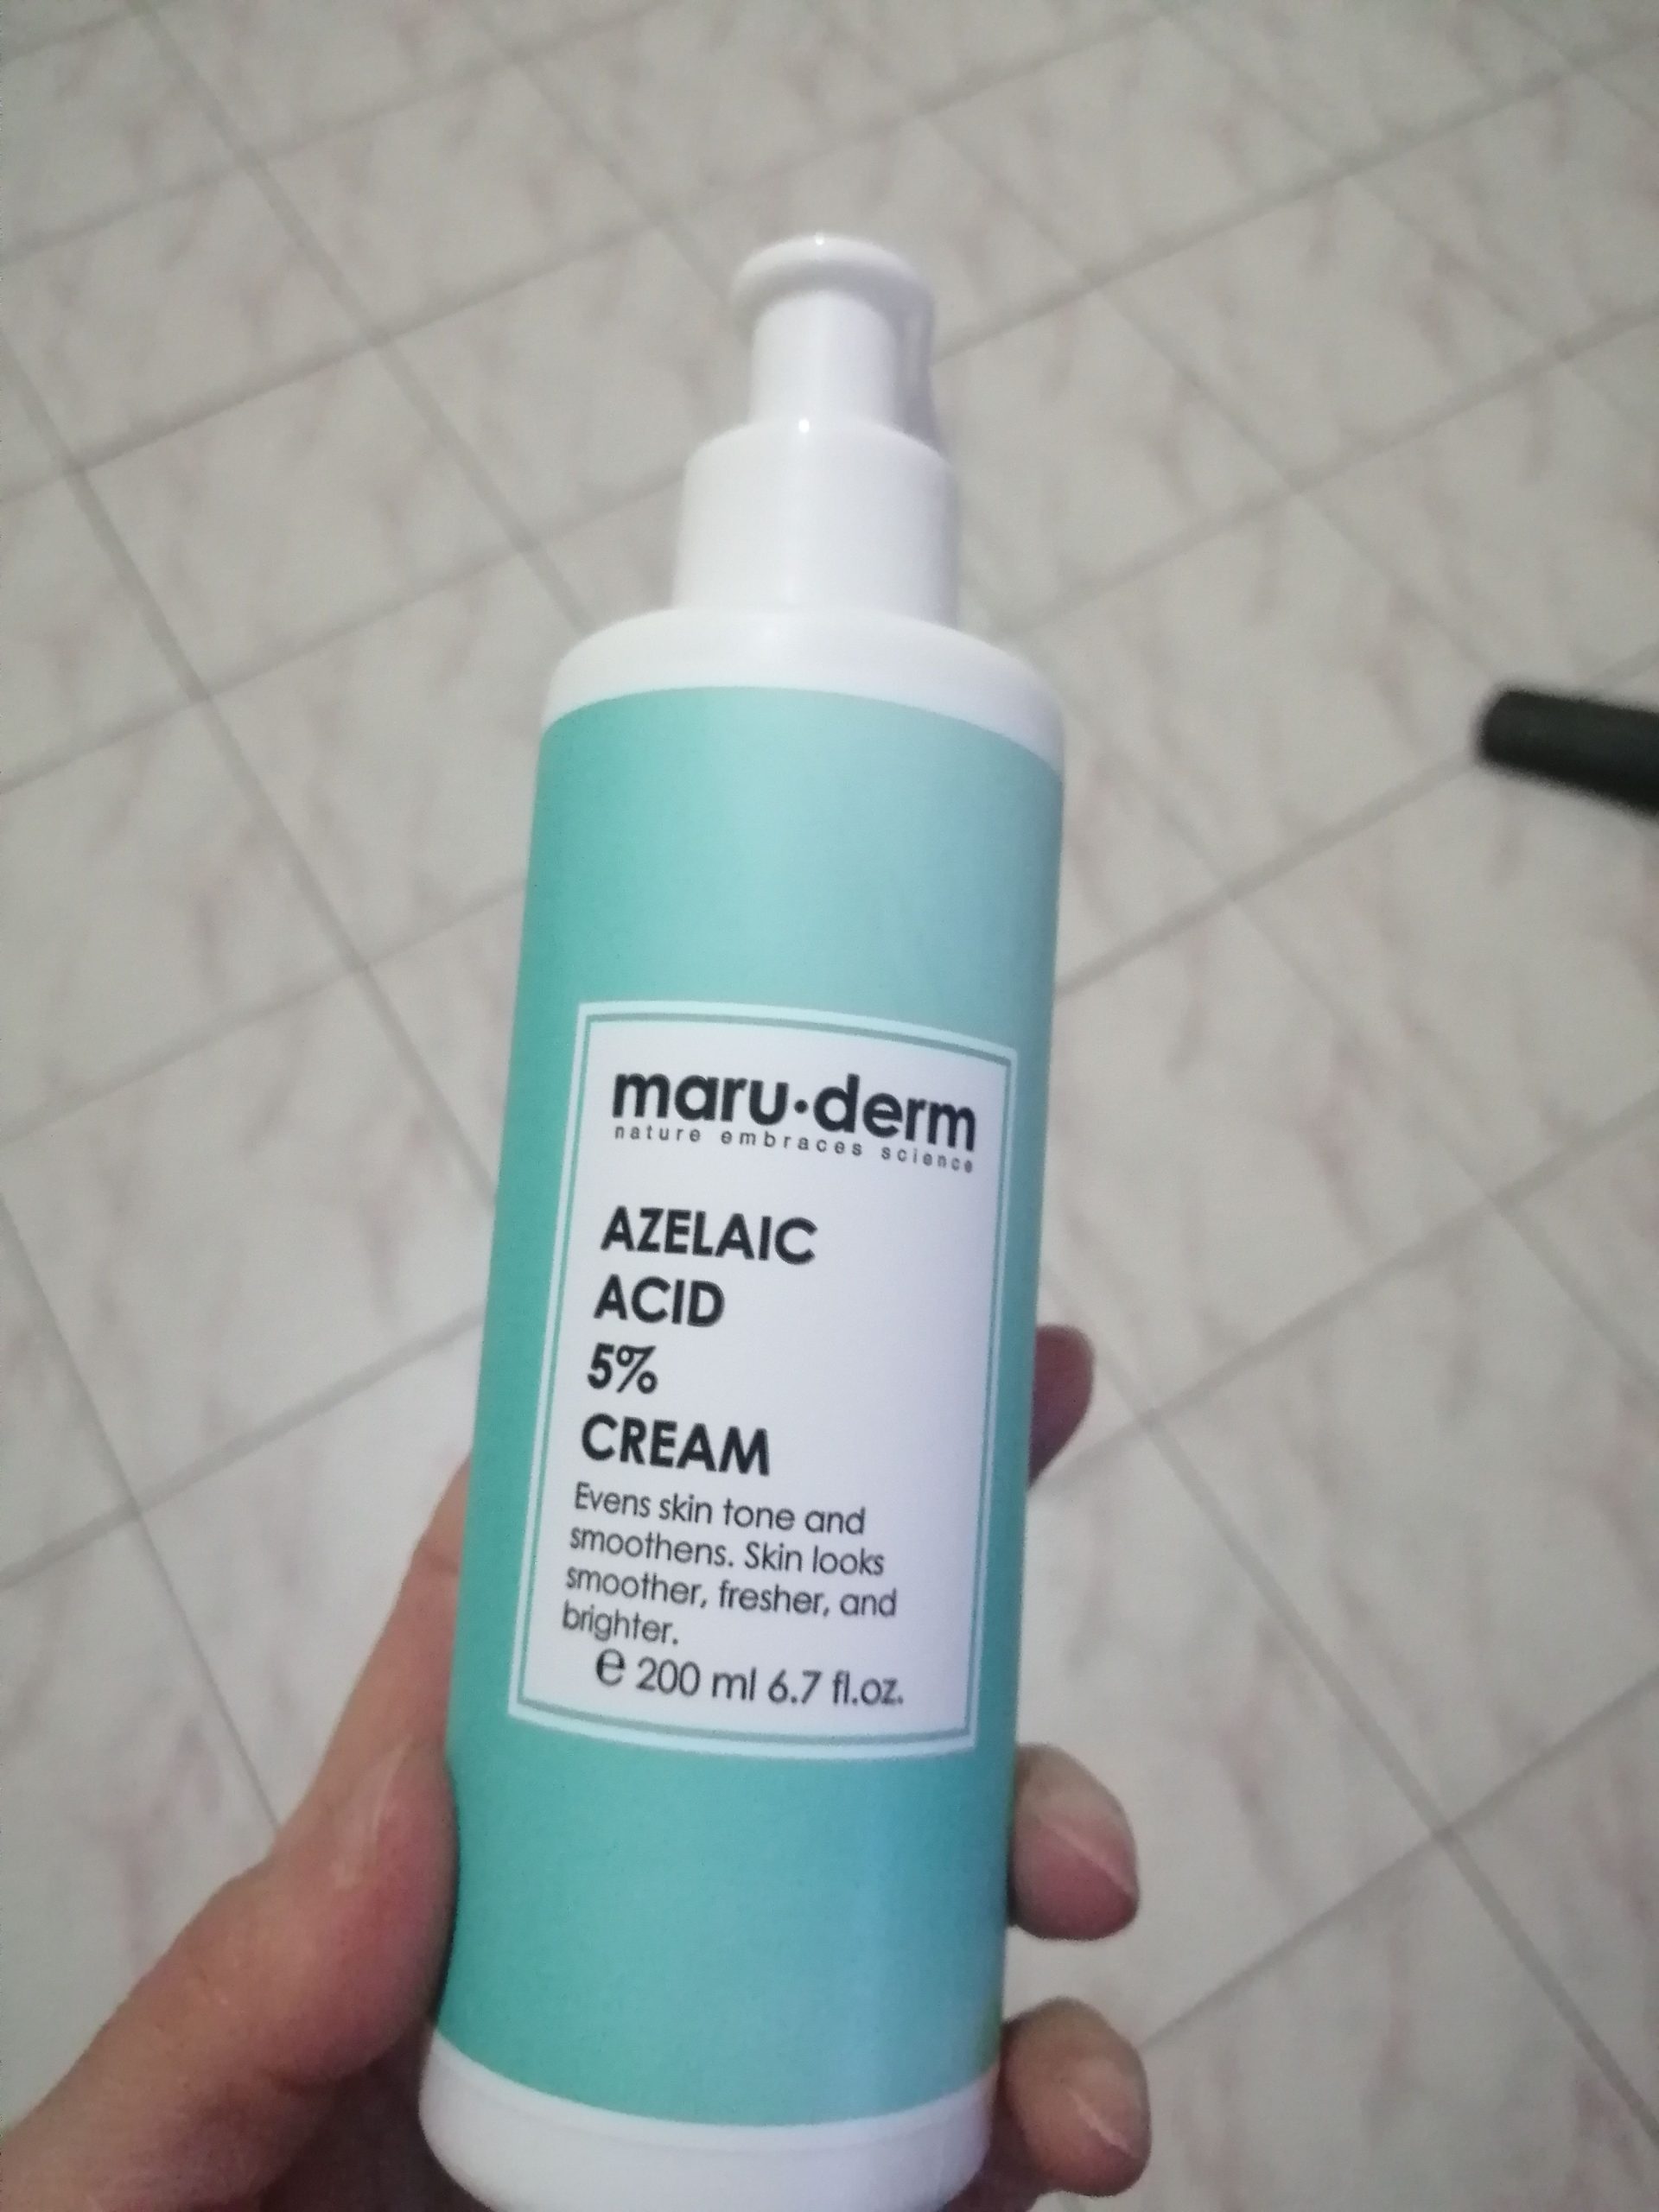 maru·derm
nature embraces science
AZELAIC
ACID
5%
CREAM
Evens skin tone and
smoothens. Skin looks
smoother, fresher, and
brighter.
℮ 200 ml 6.7 fl.oz.